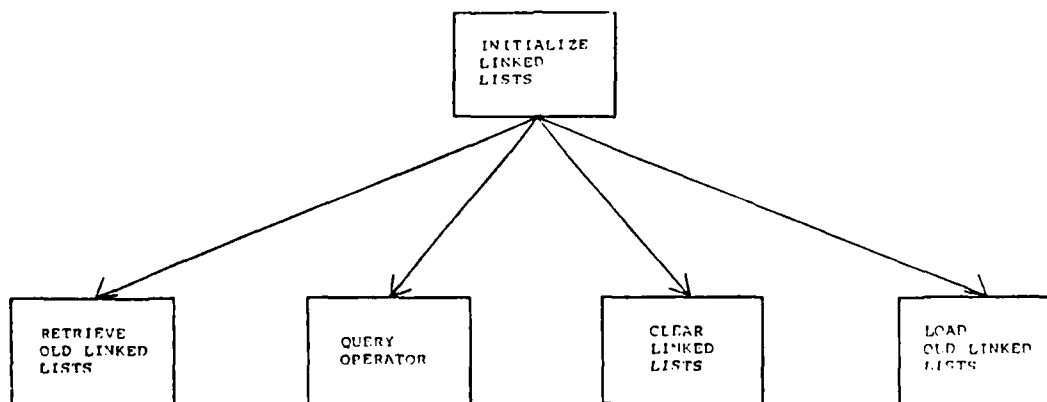 INITIALIZE
LINKED
LISTS
RETRIEVE
OLD LINKED
LISTS
QUERY
OPERATOR
CLEAR
LINKED
LISTS
LOAD
OLD LINKED
LISTS